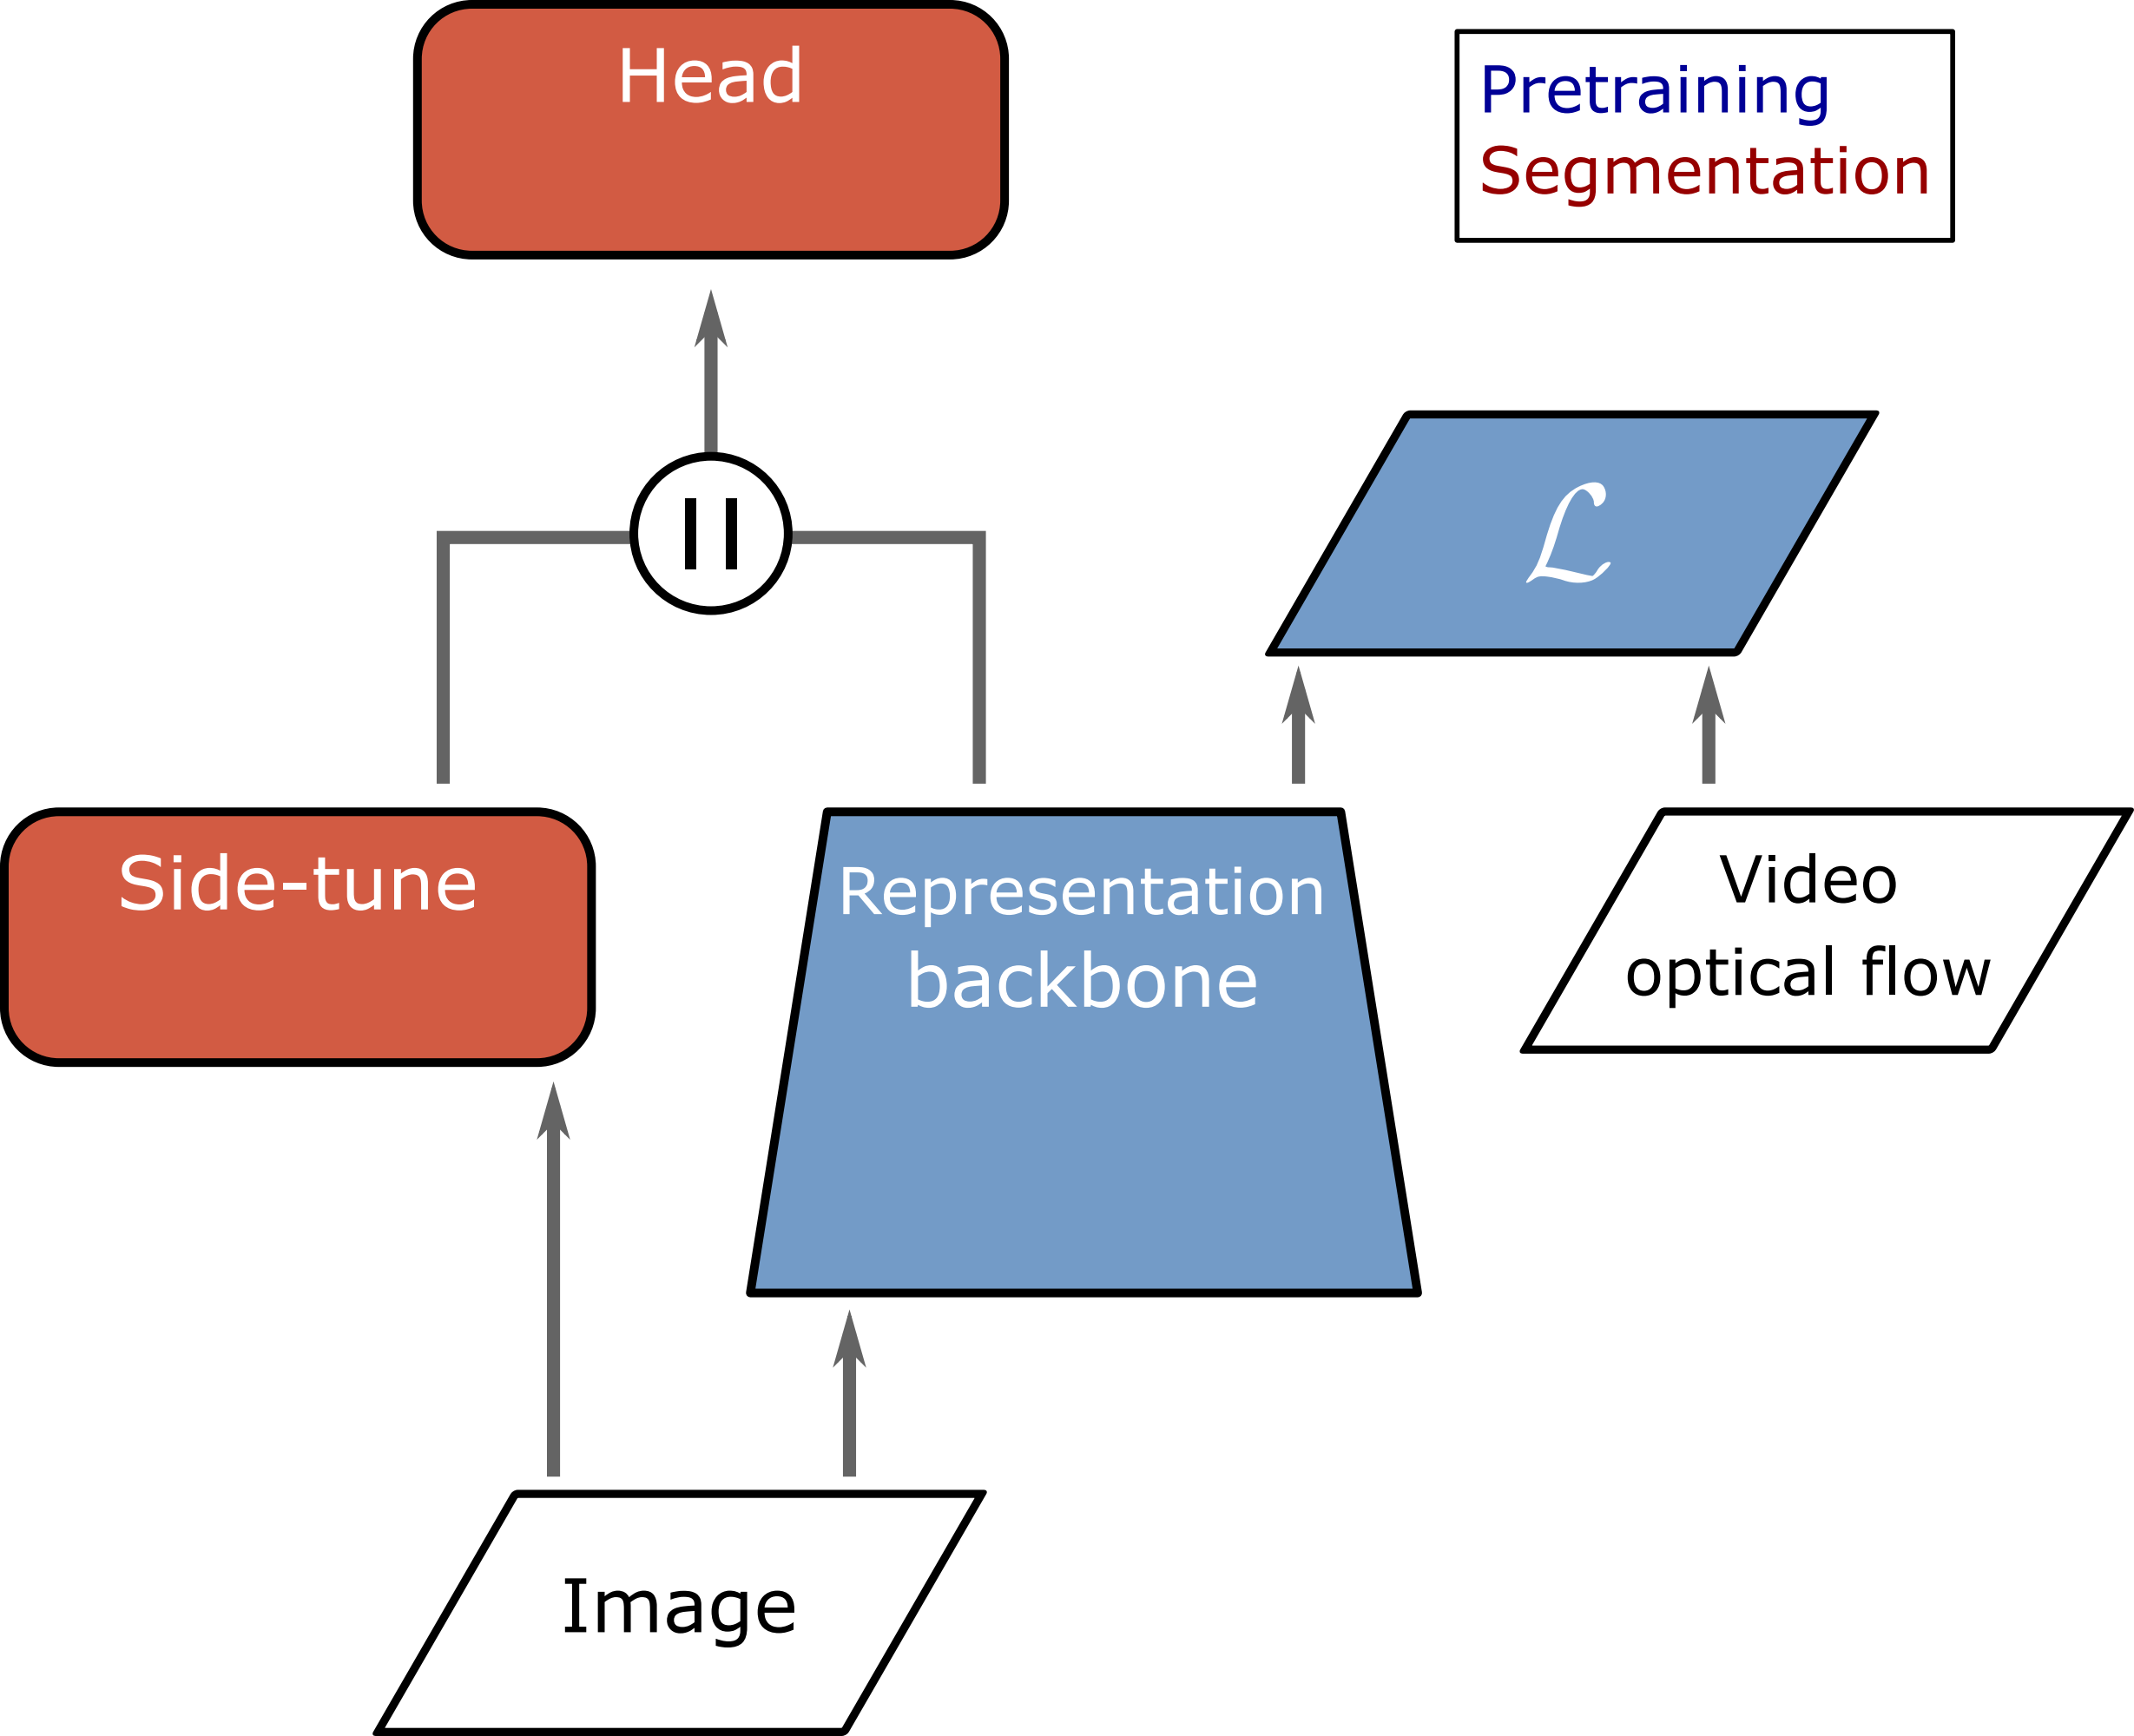 Head
Pretraining
Segmentation
||
ℒ
Side-tune
Representation
backbone
Video
optical flow
Image